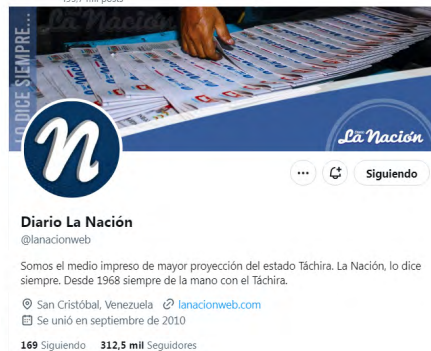 LO DICE SIEMPRE...
La Nación
La Nación
Diario La Nación
@lanacionweb
Somos el medio impreso de mayor proyección del estado Táchira. La Nación, lo dice
siempre. Desde 1968 siempre de la mano con el Táchira.
San Cristóbal, Venezuela lanacionweb.com
Se unió en septiembre de 2010
169 Siguiendo 312,5 mil Seguidores
Siguiendo